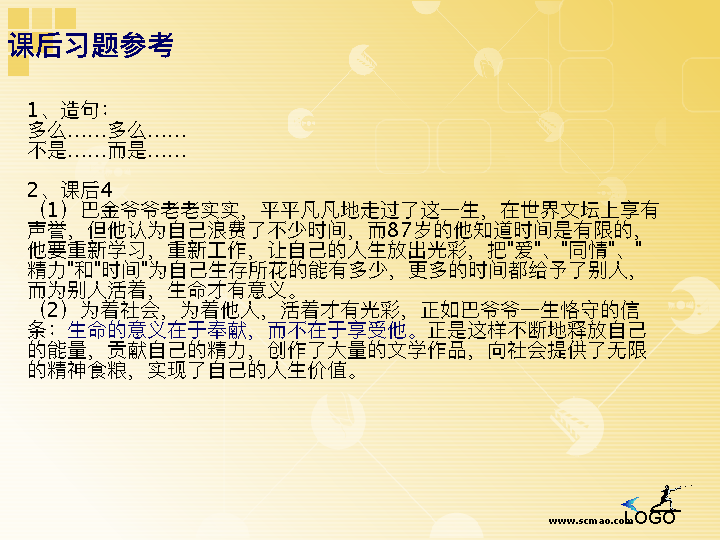 课后习题参考
1、造句：
多么……多么……
不是……而是……
2、课后4
（1）巴金爷爷老老实实，平平凡凡地走过了这一生，在世界文坛上享有
声誉，但他认为自己浪费了不少时间，而87岁的他知道时间是有限的，
他要重新学习，重新工作，让自己的人生放出光彩，把"爱"、"同情"、"
精力"和"时间"为自己生存所花的能有多少，更多的时间都给予了别人，
而为别人活着，生命才有意义。
（2）为着社会，为着他人，活着才有光彩，正如巴爷爷一生恪守的信
条：生命的意义在于奉献，而不在于享受他。正是这样不断地释放自己
的能量，贡献自己的精力，创作了大量的文学作品，向社会提供了无限
的精神食粮，实现了自己的人生价值。
www.scmao.com
LOGO